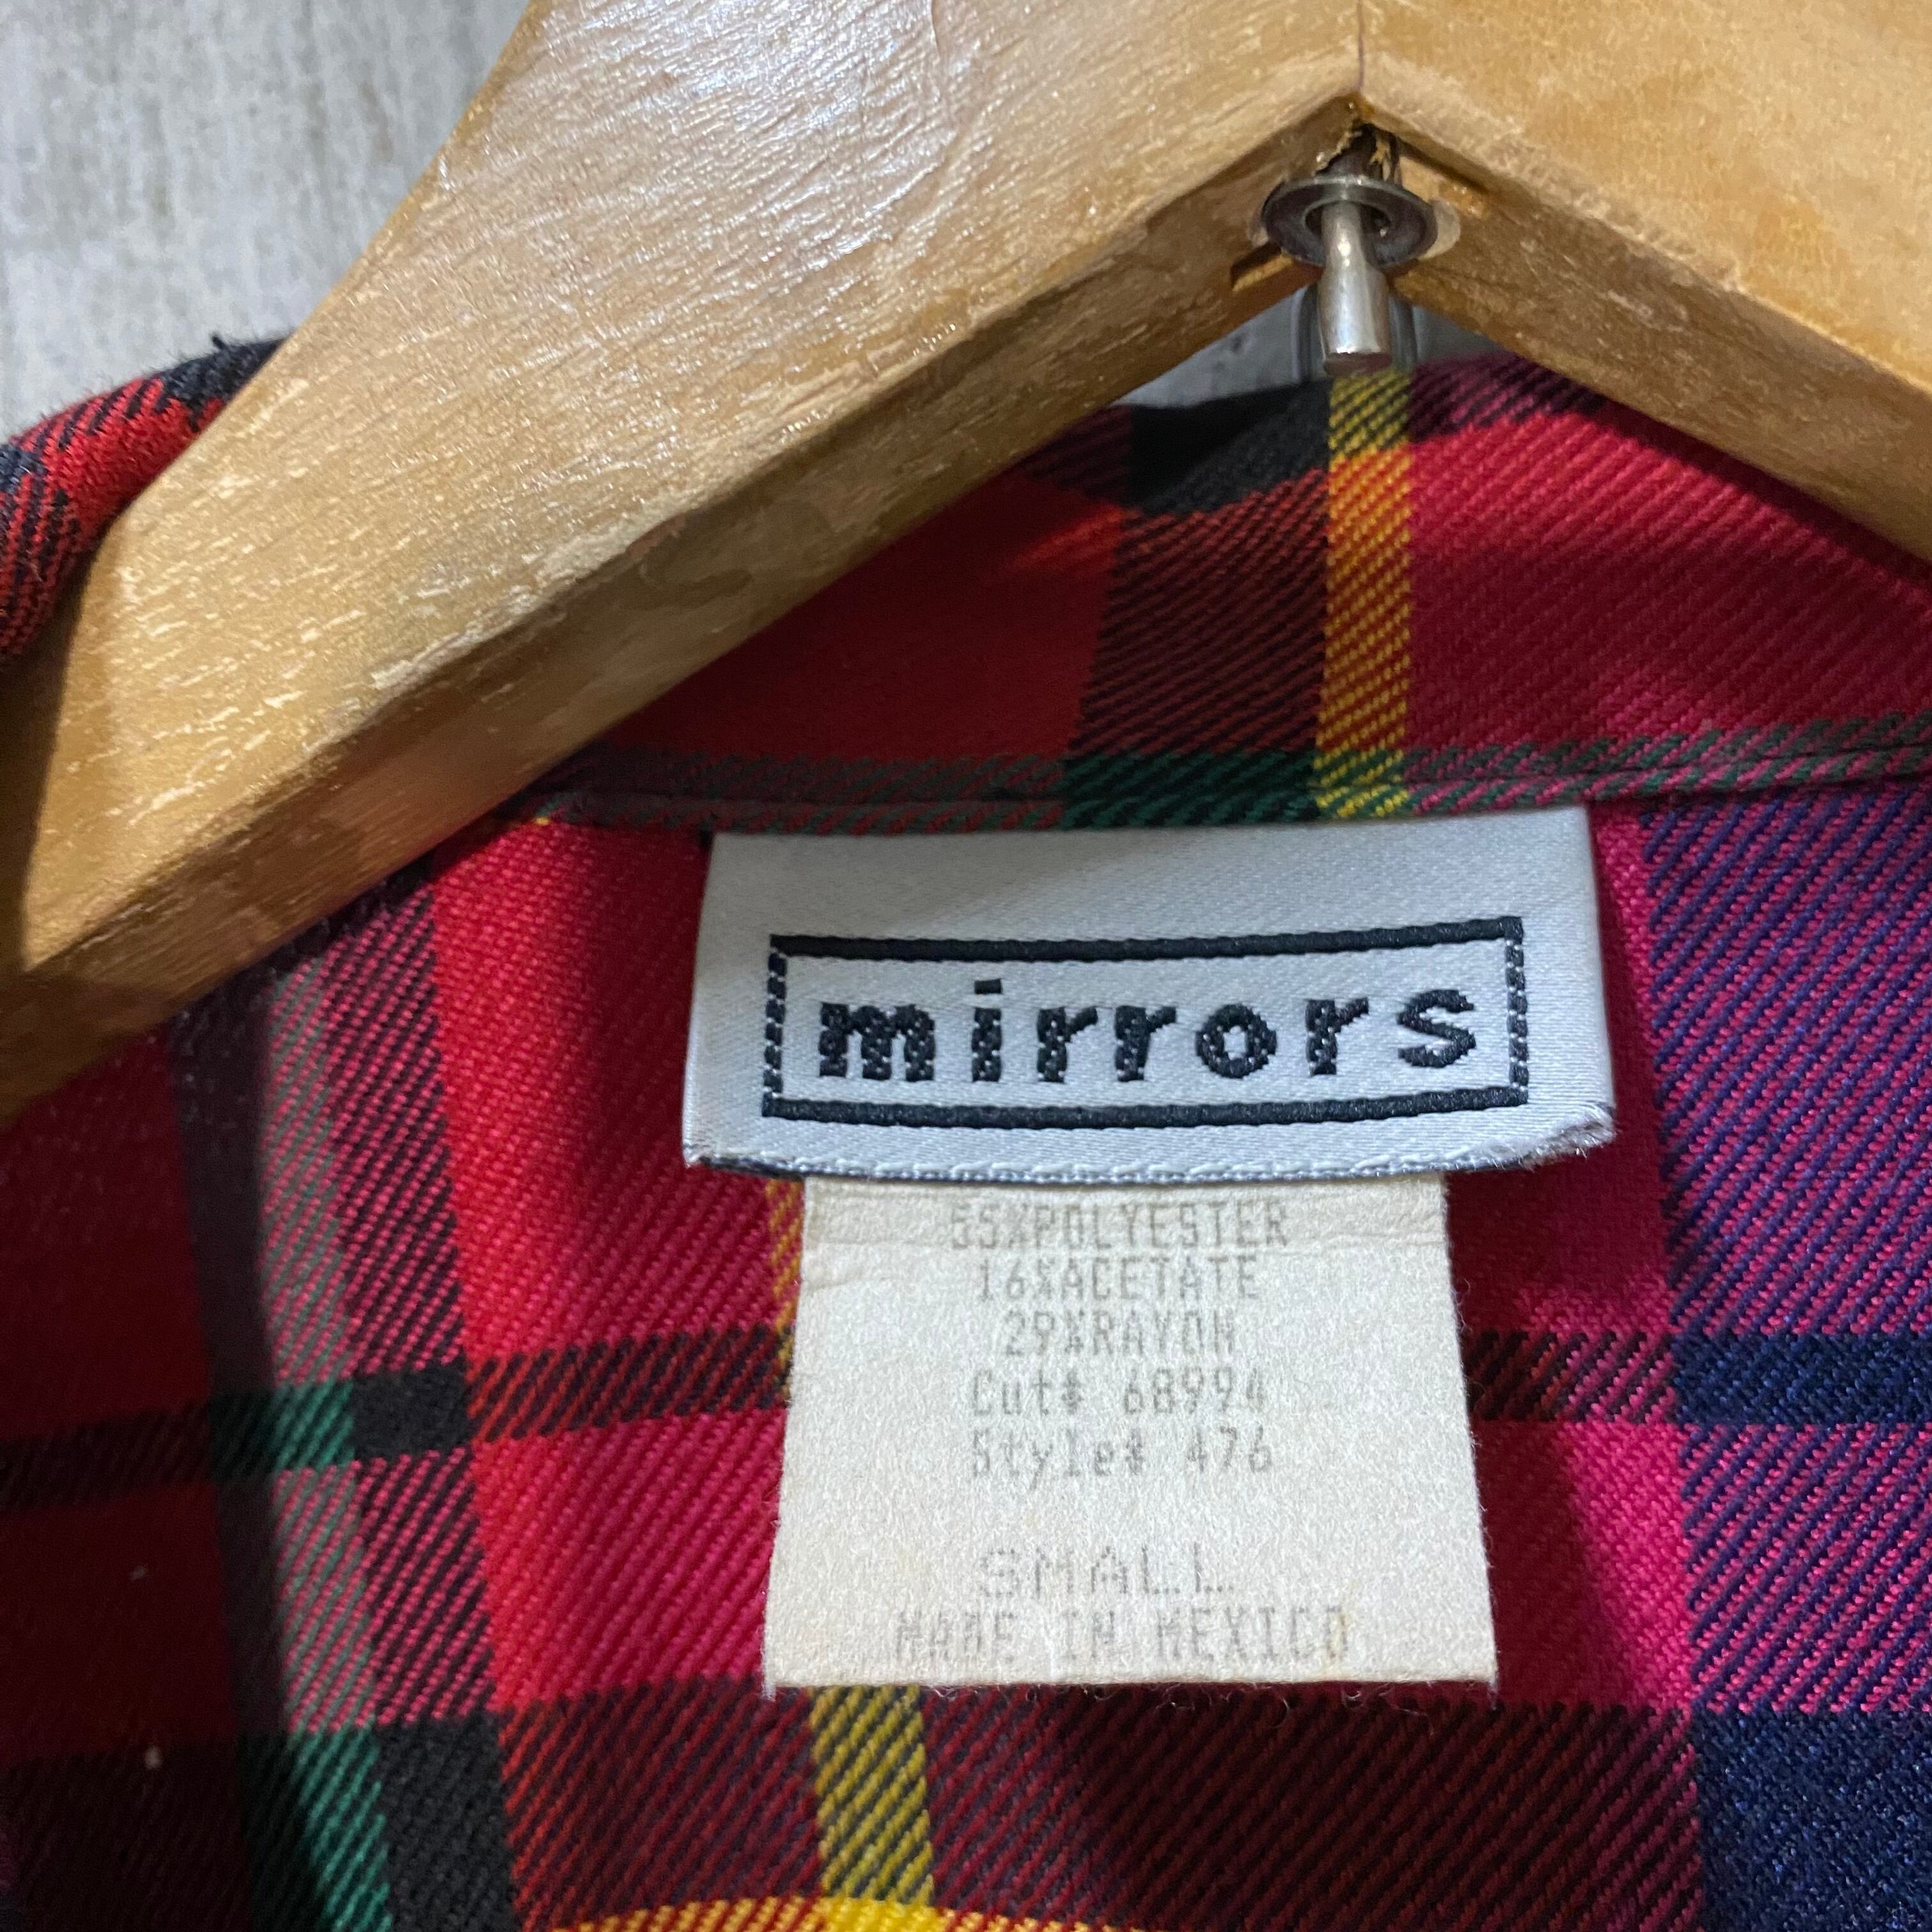 mirrors
55%POLYESTER
16%ACETATE
29%RAYON
Cut# 68994
Style# 476
SMALL
MADE IN MEXICO